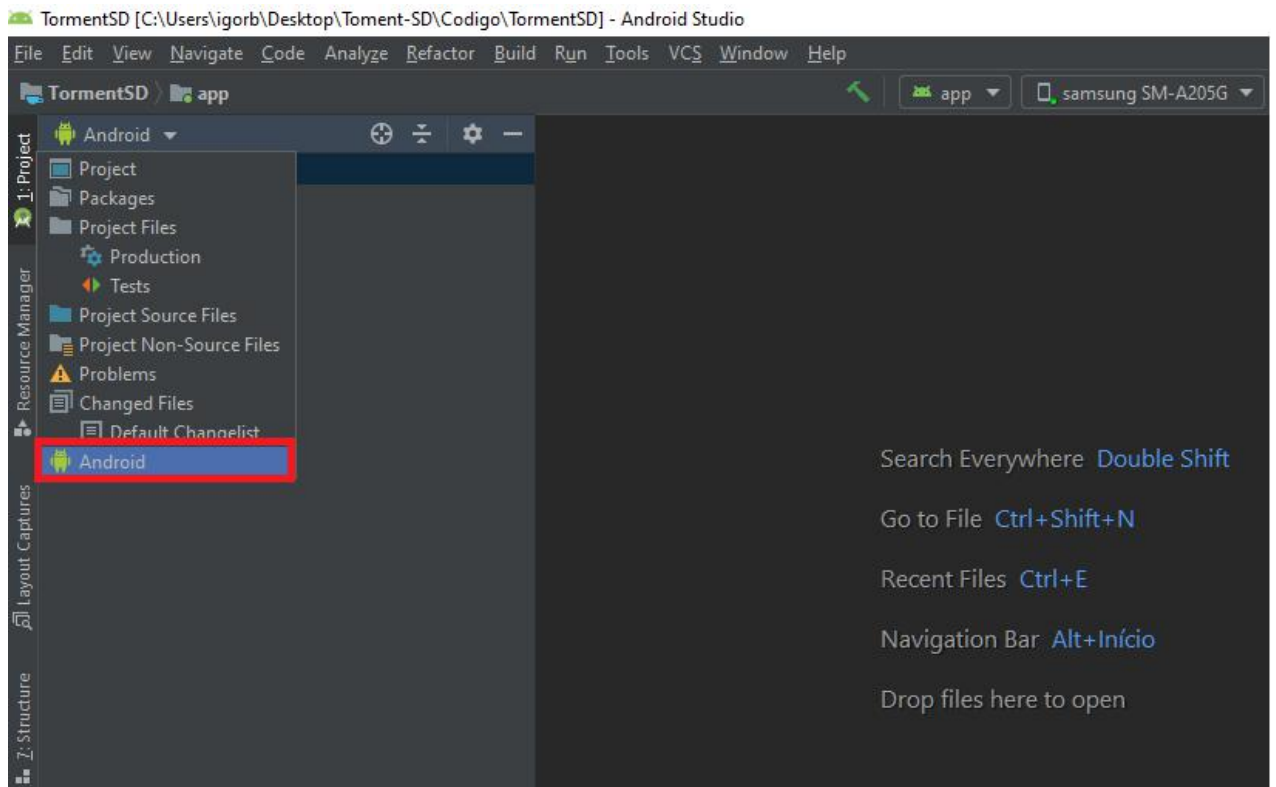 TormentSD [C:\Users\igorb\Desktop\Toment-SD\Codigo\TormentSD] - Android Studio
File Edit View Navigate Code Analyze Refactor Build Run Tools VCS Window Help
TormentSD app app samsung SM-A205G
1: Project
Resource Manager
Layout Captures
Z: Structure
Android
Project
Packages
Project Files
Production
Tests
Project Source Files
Project Non-Source Files
Problems
Changed Files
Default Changelist
Android
Search Everywhere Double Shift
Go to File Ctrl+Shift+N
Recent Files Ctrl+E
Navigation Bar Alt+Início
Drop files here to open